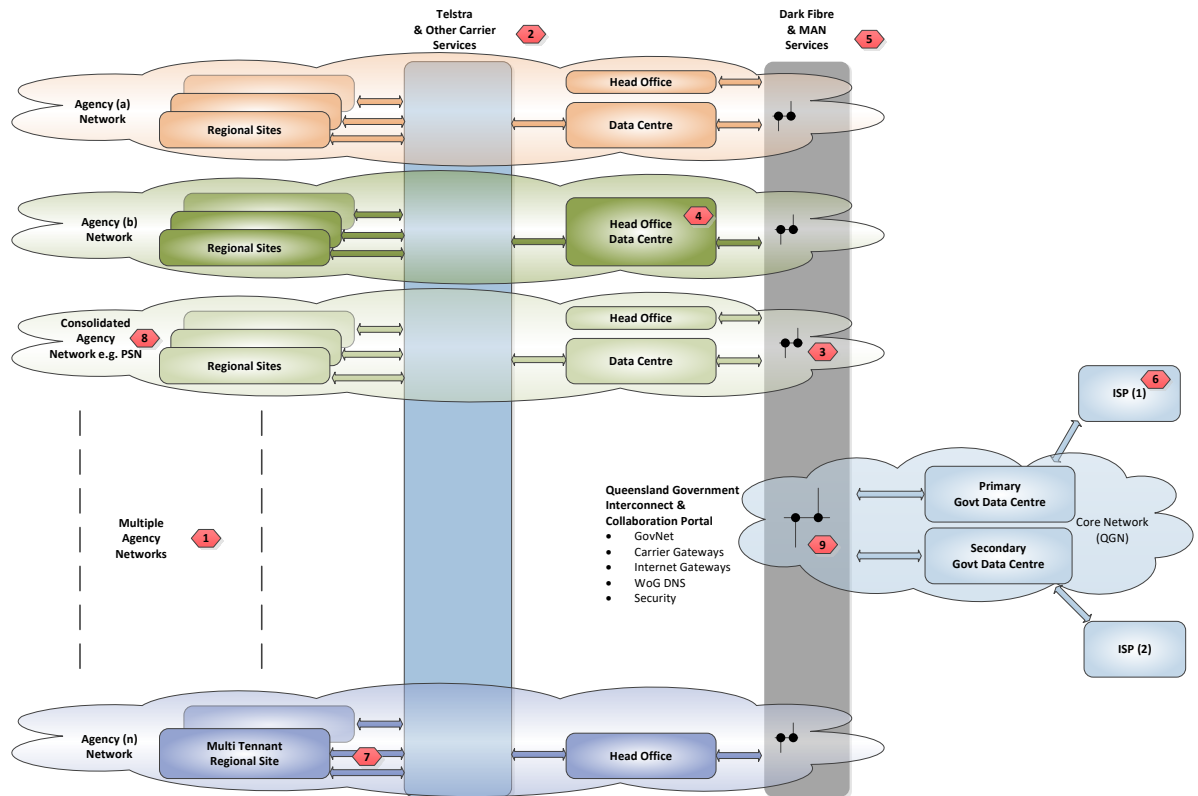 Telstra
& Other Carrier
Services
2
Dark Fibre
& MAN
Services
5
Agency (a)
Network
Regional Sites
Head Office
Data Centre
Agency (b)
Network
Regional Sites
Head Office
Data Centre
4
Consolidated
Agency
Network e.g. PSN
8
Regional Sites
Head Office
Data Centre
3
ISP (1)
6
Multiple
Agency
Networks
1
Queensland Government
Interconnect &
Collaboration Portal
• GovNet
• Carrier Gateways
• Internet Gateways
• WoG DNS
• Security
9
Primary
Govt Data Centre
Secondary
Govt Data Centre
Core Network
(QGN)
ISP (2)
Agency (n)
Network
Multi Tennant
Regional Site
7
Head Office